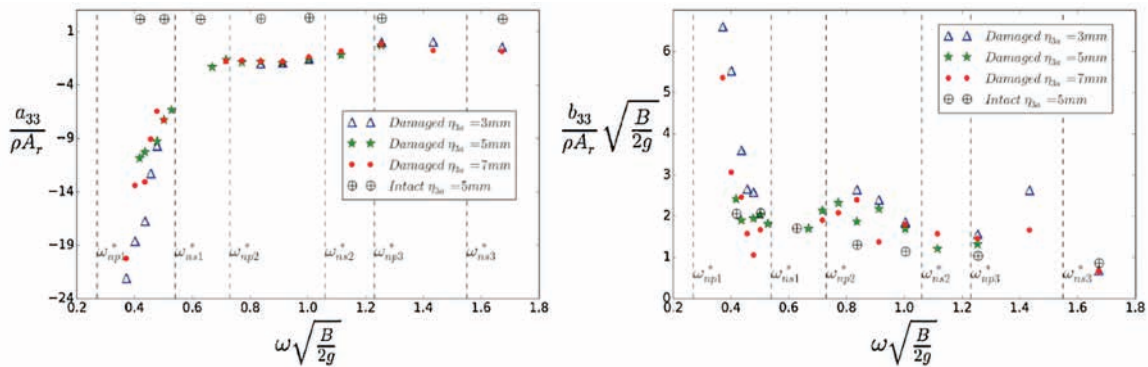 1
−4
−9
−14
−19
−24
a₃₃
ρAᵣ
Damaged η₃ₐ =3mm
Damaged η₃ₐ =5mm
Damaged η₃ₐ =7mm
Intact η₃ₐ =5mm
ω*ₙₚ₁
ω*ₙₛ₁
ω*ₙₚ₂
ω*ₙₛ₂
ω*ₙₚ₃
ω*ₙₛ₃
0.0 0.2 0.4 0.6 0.8 1.0 1.2 1.4 1.6 1.8
ω√(B/2g)
6
5
4
3
2
1
0
b₃₃/ρAᵣ √(B/2g)
Damaged η₃ₐ =3mm
Damaged η₃ₐ =5mm
Damaged η₃ₐ =7mm
Intact η₃ₐ =5mm
ω*ₙₚ₁
ω*ₙₛ₁
ω*ₙₚ₂
ω*ₙₛ₂
ω*ₙₚ₃
ω*ₙₛ₃
0.2 0.4 0.6 0.8 1.0 1.2 1.4 1.6 1.8
ω√(B/2g)